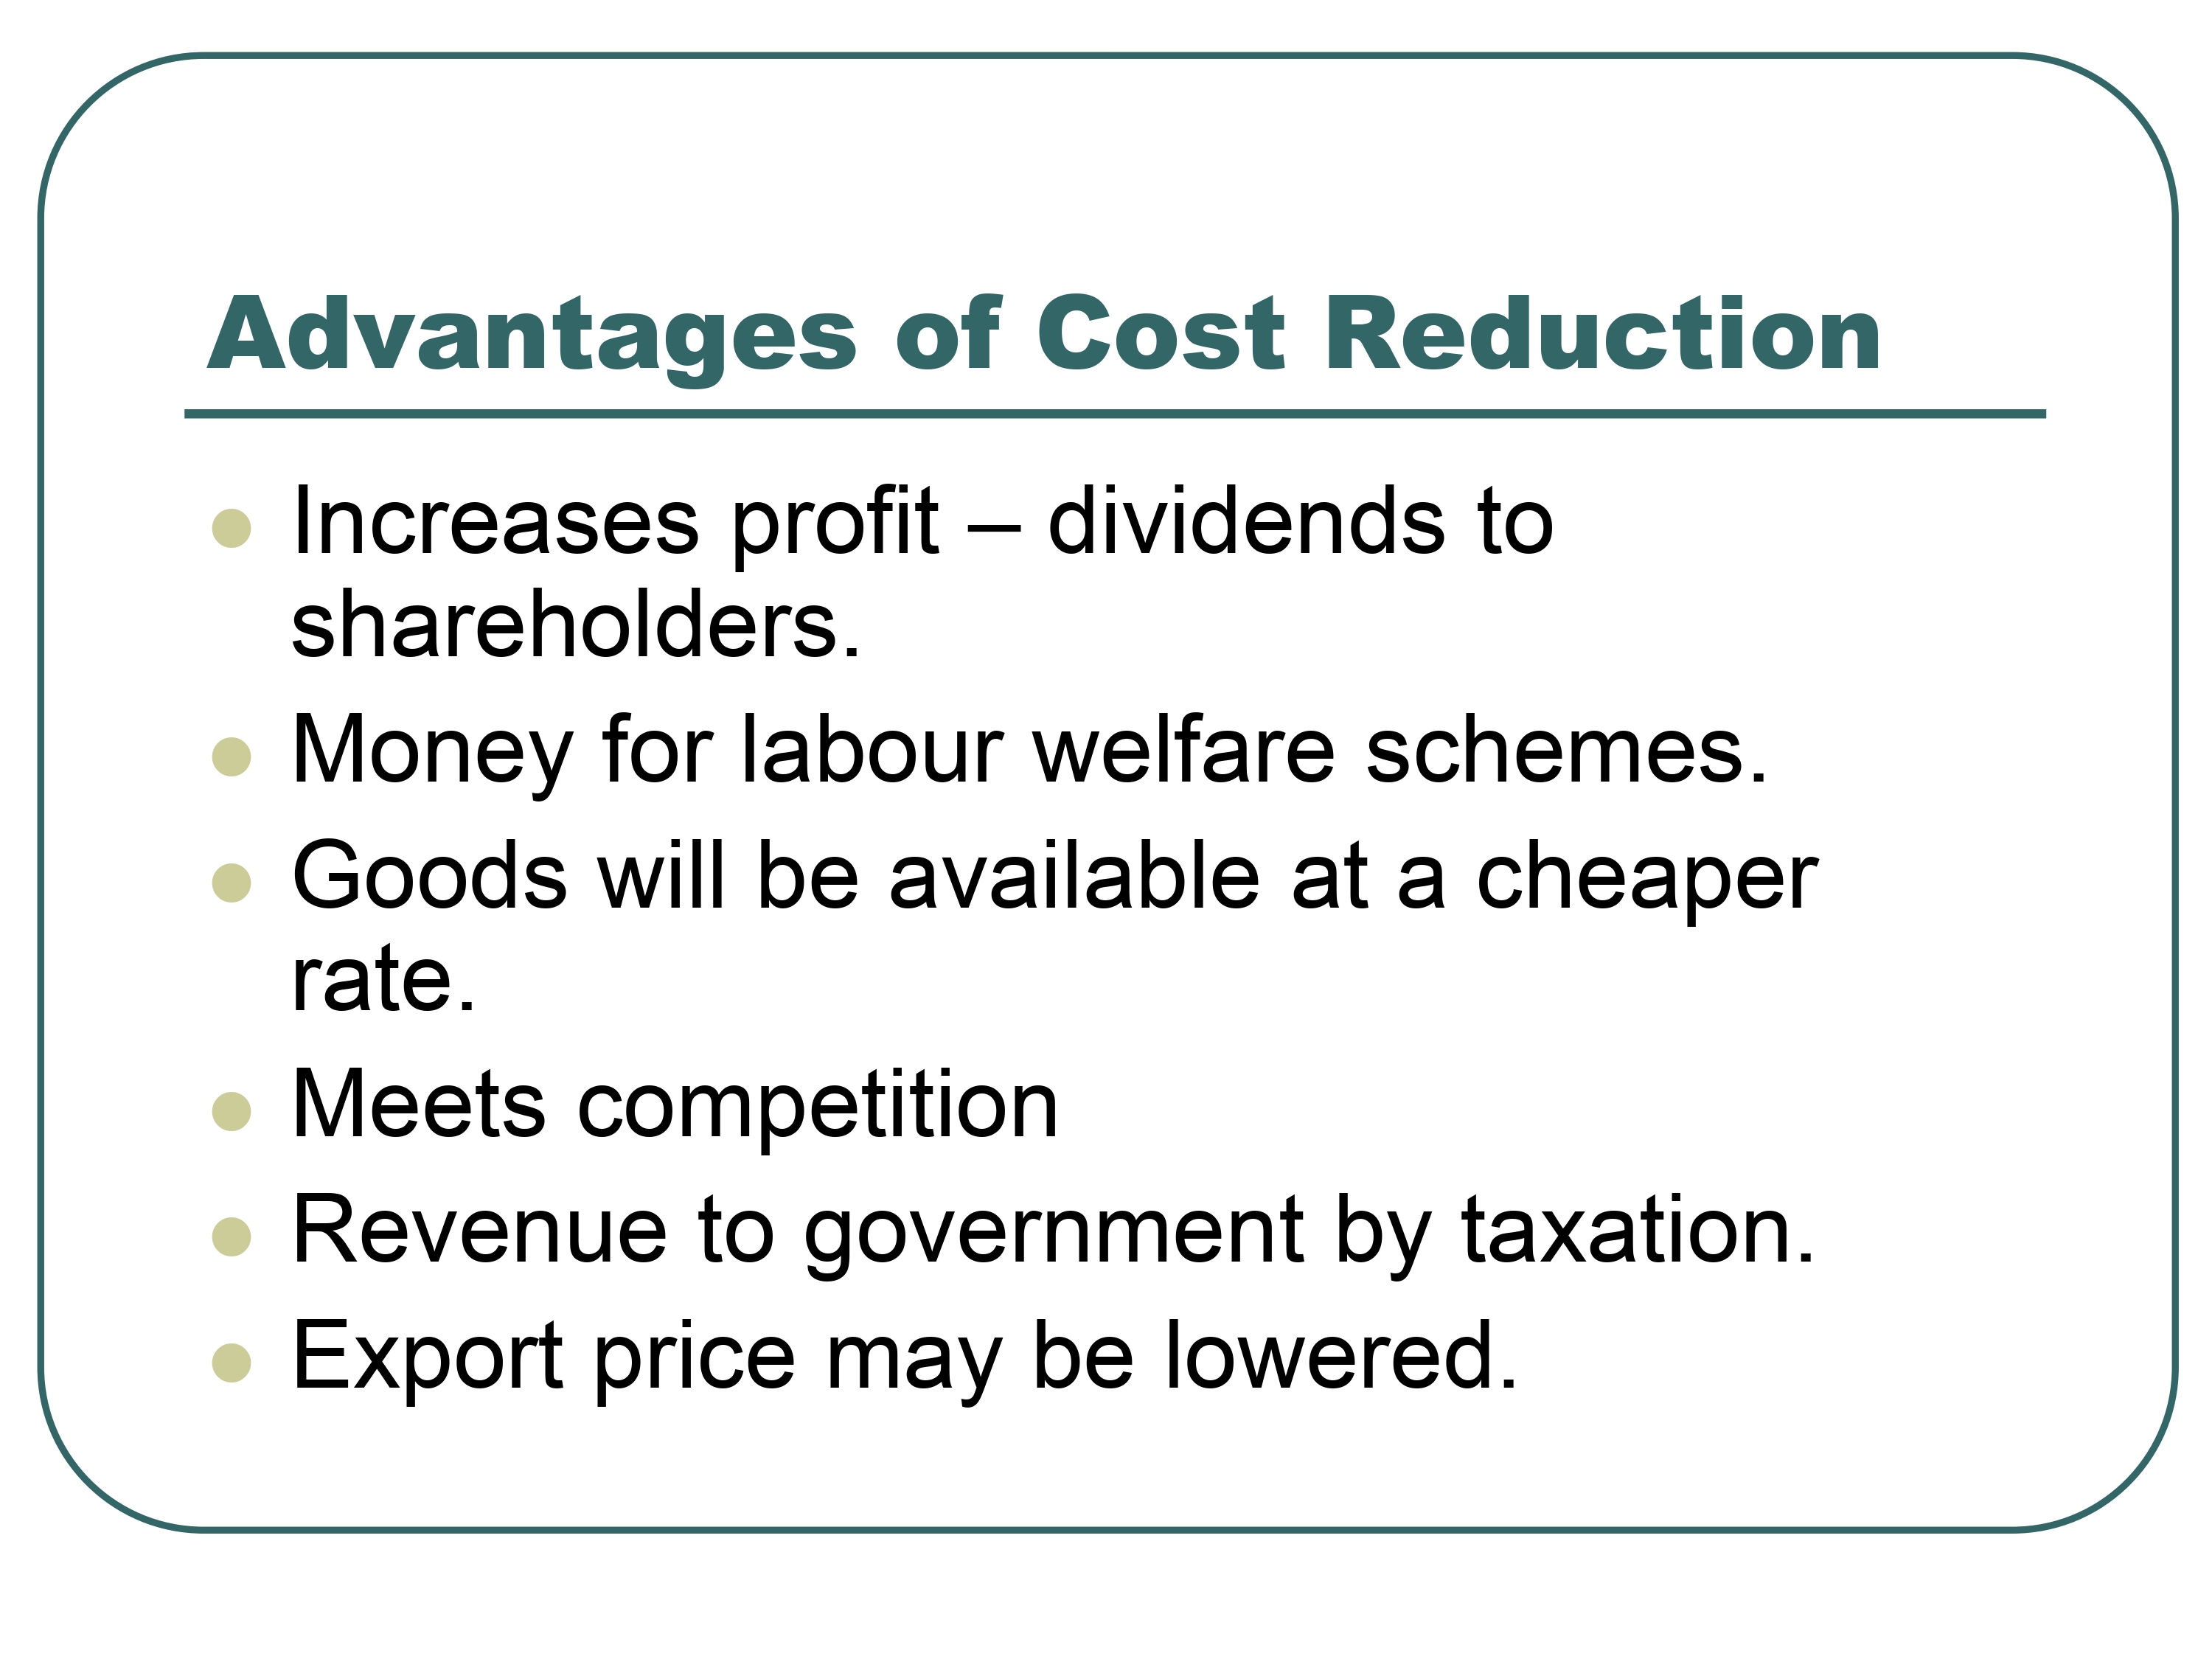 Advantages of Cost Reduction
Increases profit – dividends to
shareholders.
Money for labour welfare schemes.
Goods will be available at a cheaper
rate.
Meets competition
Revenue to government by taxation.
Export price may be lowered.